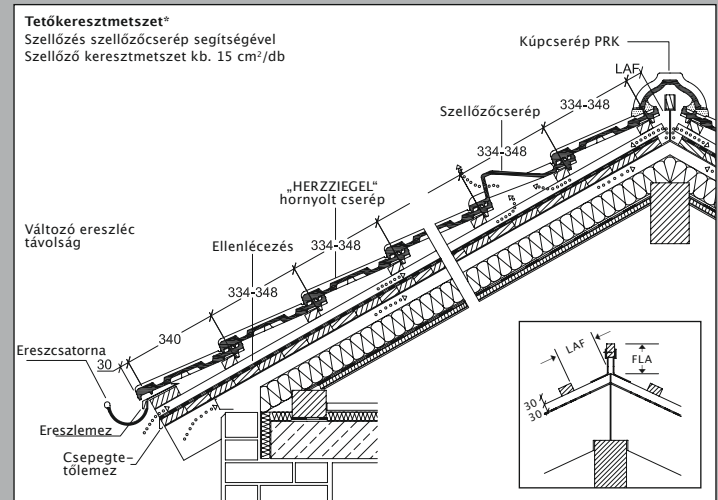 Tetőkeresztmetszet*
Szellőzés szellőzőcserép segítségével
Szellőző keresztmetszet kb. 15 cm²/db
Kúpcserép PRK
LAF
Szellőzőcserép
334-348
334-348
„HERZZIEGEL"
hornyolt cserép
Változó ereszléc
távolság
Ellenlécezés
334-348
334-348
340
Ereszcsatorna
30
Ereszlemez
Csepegte-
tőlemez
LAF
FLA
30
30